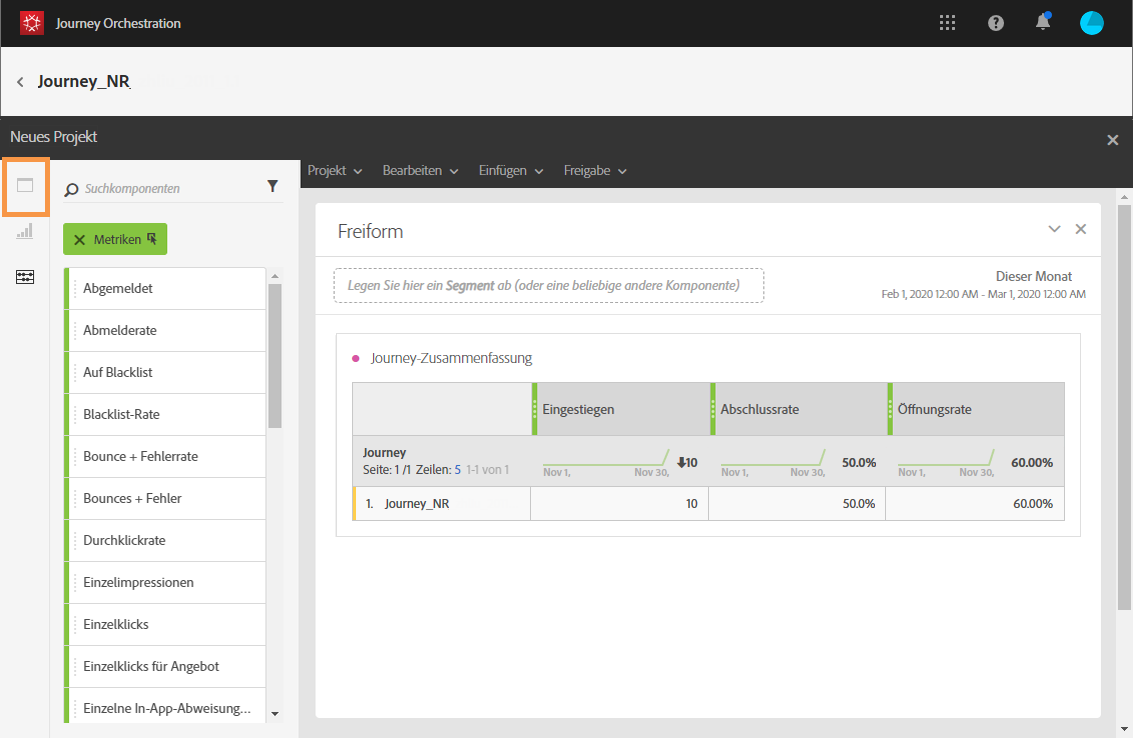 Journey Orchestration
Journey_NR
Neues Projekt
Projekt Bearbeiten Einfügen Freigabe
Suchkomponenten
Metriken
Abgemeldet
Abmelderate
Auf Blacklist
Blacklist-Rate
Bounce + Fehlerrate
Bounces + Fehler
Durchklickrate
Einzelimpressionen
Einzelklicks
Einzelklicks für Angebot
Einzelne In-App-Abweisung...
Freiform
Legen Sie hier ein Segment ab (oder eine beliebige andere Komponente)
Dieser Monat
Feb 1, 2020 12:00 AM - Mar 1, 2020 12:00 AM
Journey-Zusammenfassung
Eingestiegen Abschlussrate Öffnungsrate
Journey
Seite: 1 /1 Zeilen: 5 1-1 von 1
Nov 1, Nov 30, 10 Nov 1, Nov 30, 50.0% Nov 1, Nov 30, 60.00%
1. Journey_NR 10 50.0% 60.00%